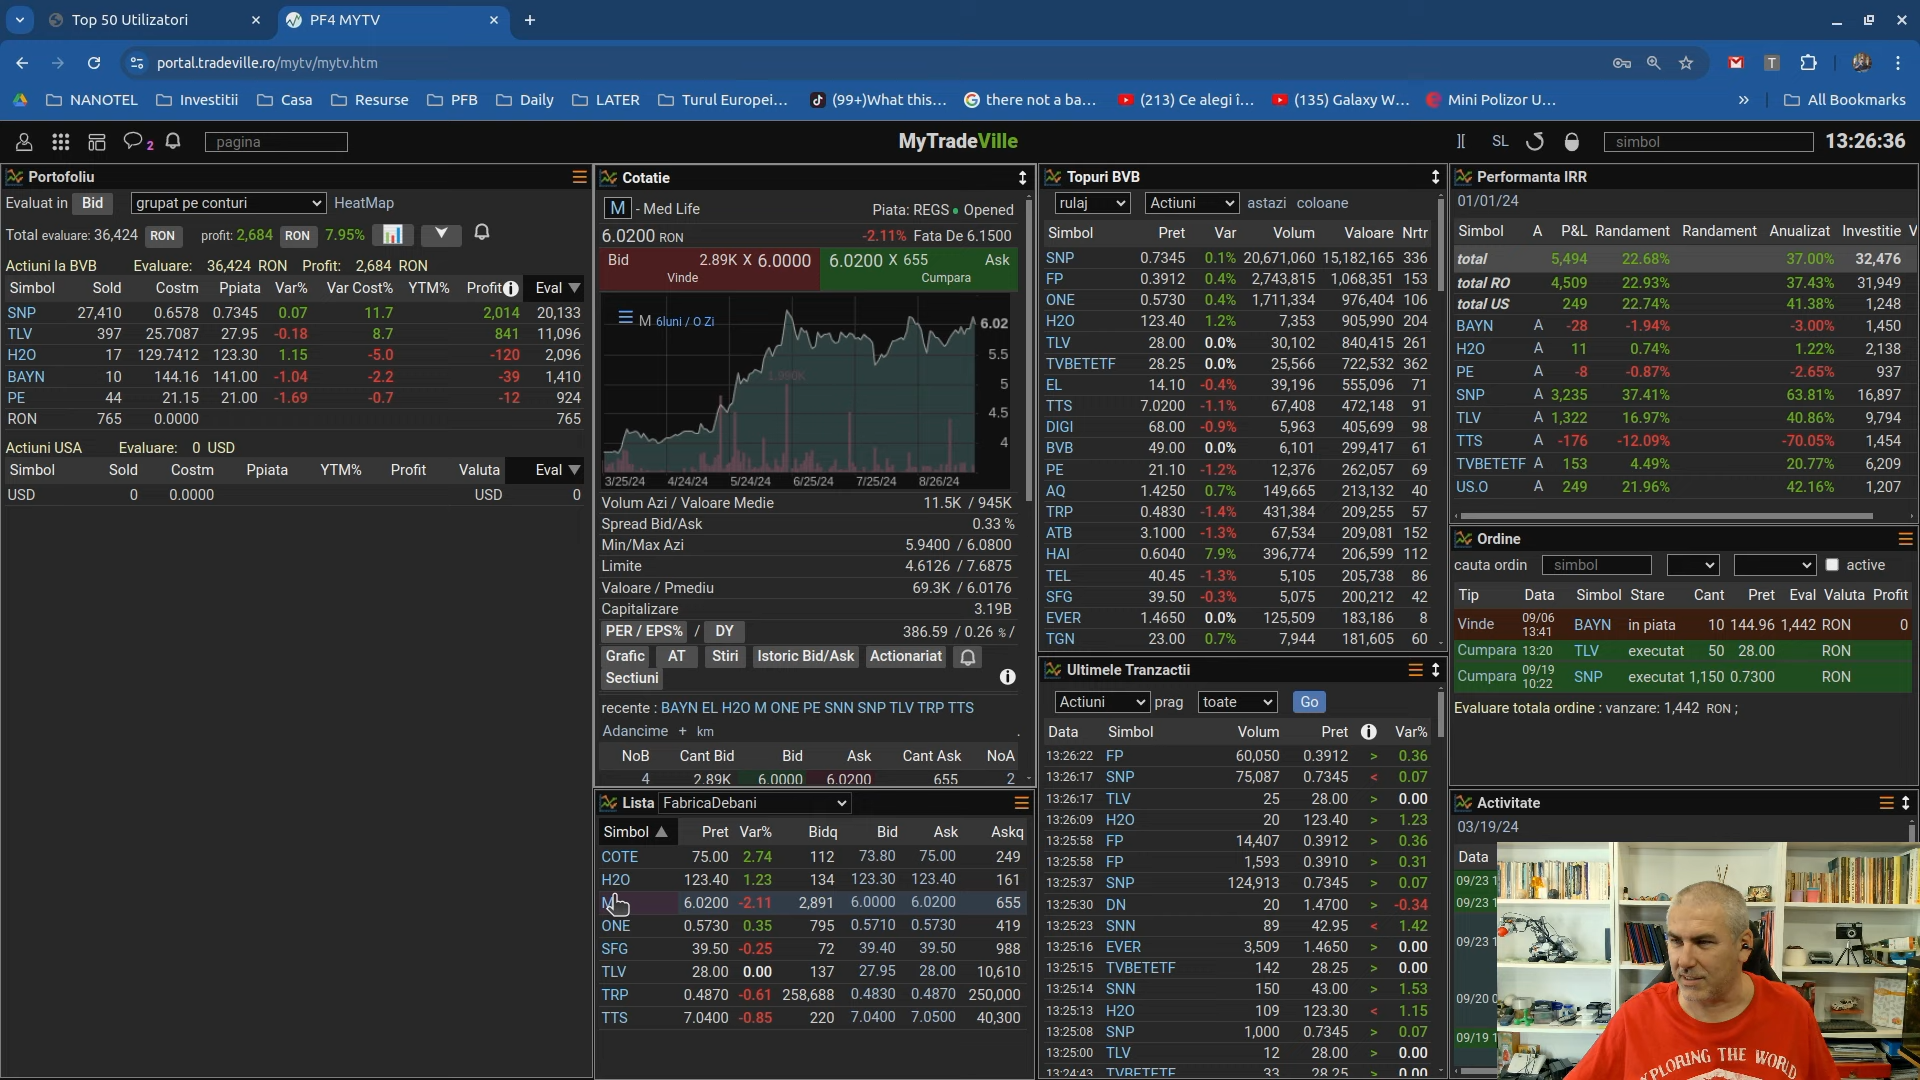 Top 50 Utilizatori
PF4 MYTV
portal.tradeville.ro/mytv/mytv.htm
NANOTEL Investitii Casa Resurse PFB Daily LATER Turul Europei... (99+)What this... there not a ba... (213) Ce alegi î... (135) Galaxy W... Mini Polizor U... » All Bookmarks
2 pagina MyTradeVille ][ SL simbol 13:26:36
Portofoliu
Evaluat in Bid grupat pe conturi HeatMap
Total evaluare: 36,424 RON profit: 2,684 RON 7.95%
Actiuni la BVB Evaluare: 36,424 RON Profit: 2,684 RON
Simbol Sold Costm Ppiata Var% Var Cost% YTM% Profit Eval ▼
SNP 27,410 0.6578 0.7345 0.07 11.7 2,014 20,133
TLV 397 25.7087 27.95 -0.18 8.7 841 11,096
H2O 17 129.7412 123.30 1.15 -5.0 -120 2,096
BAYN 10 144.16 141.00 -1.04 -2.2 -39 1,410
PE 44 21.15 21.00 -1.69 -0.7 -12 924
RON 765 0.0000 765
Actiuni USA Evaluare: 0 USD
Simbol Sold Costm Ppiata YTM% Profit Valuta Eval ▼
USD 0 0.0000 USD 0
Cotatie
M - Med Life Piata: REGS Opened
6.0200 RON -2.11% Fata De 6.1500
Bid 2.89K X 6.0000 6.0200 X 655 Ask
Vinde Cumpara
M 6luni / O Zi
6.02
5.5
5
4.5
4
1.990K
3/25/24 4/24/24 5/24/24 6/25/24 7/25/24 8/26/24
Volum Azi / Valoare Medie 11.5K / 945K
Spread Bid/Ask 0.33 %
Min/Max Azi 5.9400 / 6.0800
Limite 4.6126 / 7.6875
Valoare / Pmediu 69.3K / 6.0176
Capitalizare 3.19B
PER / EPS% / DY 386.59 / 0.26 % /
Grafic AT Stiri Istoric Bid/Ask Actionariat
Sectiuni
recente : BAYN EL H2O M ONE PE SNN SNP TLV TRP TTS
Adancime + km
NoB Cant Bid Bid Ask Cant Ask NoA
4 2.89K 6.0000 6.0200 655 2
Lista FabricaDebani
Simbol ▲ Pret Var% Bidq Bid Ask Askq
COTE 75.00 2.74 112 73.80 75.00 249
H2O 123.40 1.23 134 123.30 123.40 161
M 6.0200 -2.11 2,891 6.0000 6.0200 655
ONE 0.5730 0.35 795 0.5710 0.5730 419
SFG 39.50 -0.25 72 39.40 39.50 988
TLV 28.00 0.00 137 27.95 28.00 10,610
TRP 0.4870 -0.61 258,688 0.4830 0.4870 250,000
TTS 7.0400 -0.85 220 7.0400 7.0500 40,300
Topuri BVB
rulaj Actiuni astazi coloane
Simbol Pret Var Volum Valoare Nrtr
SNP 0.7345 0.1% 20,671,060 15,182,165 336
FP 0.3912 0.4% 2,743,815 1,068,351 153
ONE 0.5730 0.4% 1,711,334 976,404 106
H2O 123.40 1.2% 7,353 905,990 204
TLV 28.00 0.0% 30,102 840,415 261
TVBETETF 28.25 0.0% 25,566 722,532 362
EL 14.10 -0.4% 39,196 555,096 71
TTS 7.0200 -1.1% 67,408 472,148 91
DIGI 68.00 -0.9% 5,963 405,699 98
BVB 49.00 0.0% 6,101 299,417 61
PE 21.10 -1.2% 12,376 262,057 69
AQ 1.4250 0.7% 149,665 213,132 40
TRP 0.4830 -1.4% 431,384 209,255 57
ATB 3.1000 -1.3% 67,534 209,081 152
HAI 0.6040 7.9% 396,774 206,599 112
TEL 40.45 -1.3% 5,105 205,738 86
SFG 39.50 -0.3% 5,075 200,212 42
EVER 1.4650 0.0% 125,509 183,186 8
TGN 23.00 0.7% 7,944 181,605 60
Ultimele Tranzactii
Actiuni prag toate Go
Data Simbol Volum Pret Var%
13:26:22 FP 60,050 0.3912 > 0.36
13:26:17 SNP 75,087 0.7345 < 0.07
13:26:17 TLV 25 28.00 > 0.00
13:26:09 H2O 20 123.40 > 1.23
13:25:58 FP 14,407 0.3912 > 0.36
13:25:58 FP 1,593 0.3910 > 0.31
13:25:37 SNP 124,913 0.7345 > 0.07
13:25:30 DN 20 1.4700 > -0.34
13:25:23 SNN 89 42.95 < 1.42
13:25:16 EVER 3,509 1.4650 > 0.00
13:25:15 TVBETETF 142 28.25 > 0.00
13:25:14 SNN 150 43.00 > 1.53
13:25:13 H2O 109 123.30 < 1.15
13:25:08 SNP 1,000 0.7345 > 0.07
13:25:00 TLV 12 28.00 > 0.00
13:24:43 TVBETETF 33 28.25 > 0.00
Performanta IRR
01/01/24
Simbol A P&L Randament Randament Anualizat Investitie V
total 5,494 22.68% 37.00% 32,476
total RO 4,509 22.93% 37.43% 31,949
total US 249 22.74% 41.38% 1,248
BAYN A -28 -1.94% -3.00% 1,450
H2O A 11 0.74% 1.22% 2,138
PE A -8 -0.87% -2.65% 937
SNP A 3,235 37.41% 63.81% 16,897
TLV A 1,322 16.97% 40.86% 9,794
TTS A -176 -12.09% -70.05% 1,454
TVBETETF A 153 4.49% 20.77% 6,209
US.O A 249 21.96% 42.16% 1,207
Ordine
cauta ordin simbol active
Tip Data Simbol Stare Cant Pret Eval Valuta Profit
Vinde 09/06 13:41 BAYN in piata 10 144.96 1,442 RON 0
Cumpara 13:20 TLV executat 50 28.00 RON
Cumpara 09/19 10:22 SNP executat 1,150 0.7300 RON
Evaluare totala ordine : vanzare: 1,442 RON ;
Activitate
03/19/24
Data
09/23 1
09/23 1
09/23 1
09/20 0
09/19 1
EXPLORING THE WORLD